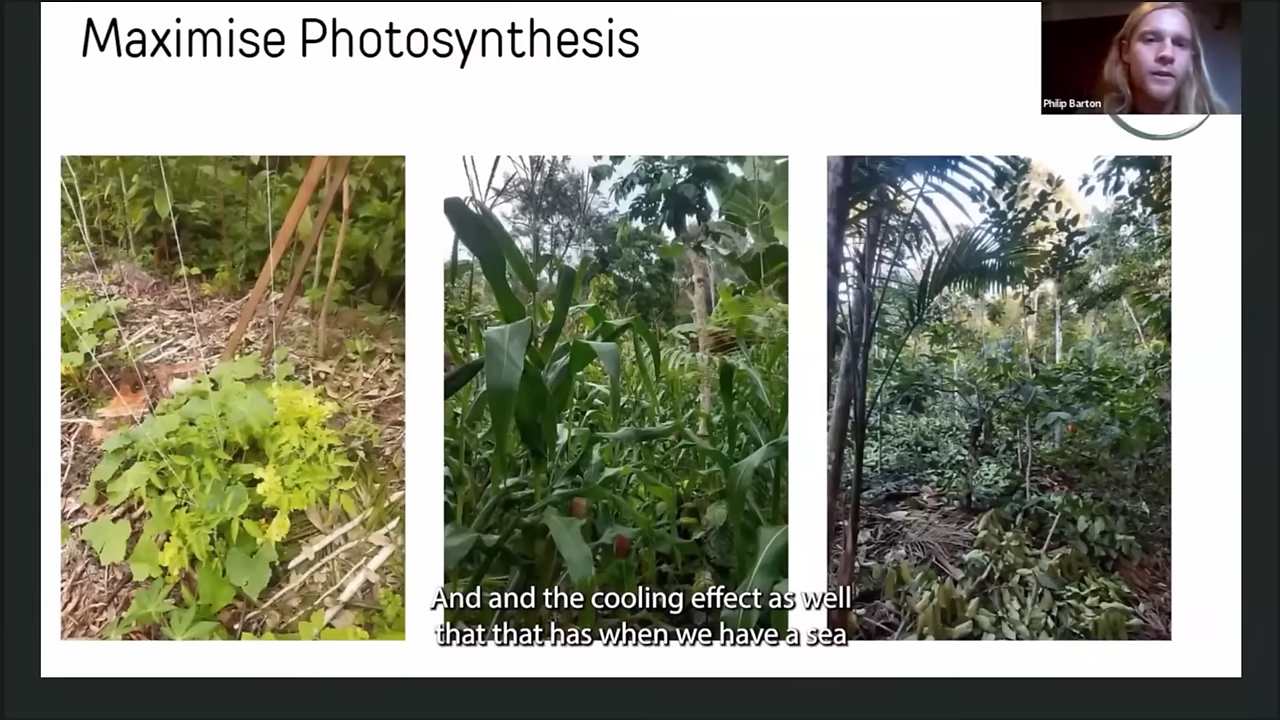 Maximise Photosynthesis
Philip Barton
And and the cooling effect as well
that that has when we have a sea